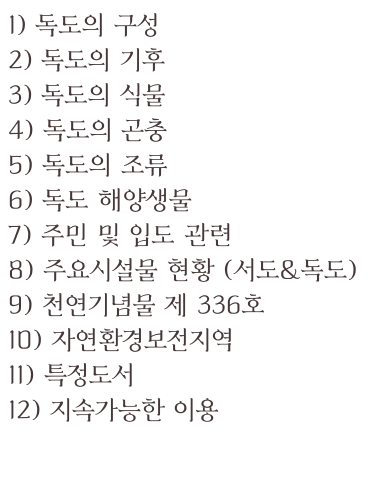 1) 독도의 구성
2) 독도의 기후
3) 독도의 식물
4) 독도의 곤충
5) 독도의 조류
6) 독도 해양생물
7) 주민 및 입도 관련
8) 주요시설물 현황 (서도&독도)
9) 천연기념물 제 336호
10) 자연환경보전지역
11) 특정도서
12) 지속가능한 이용